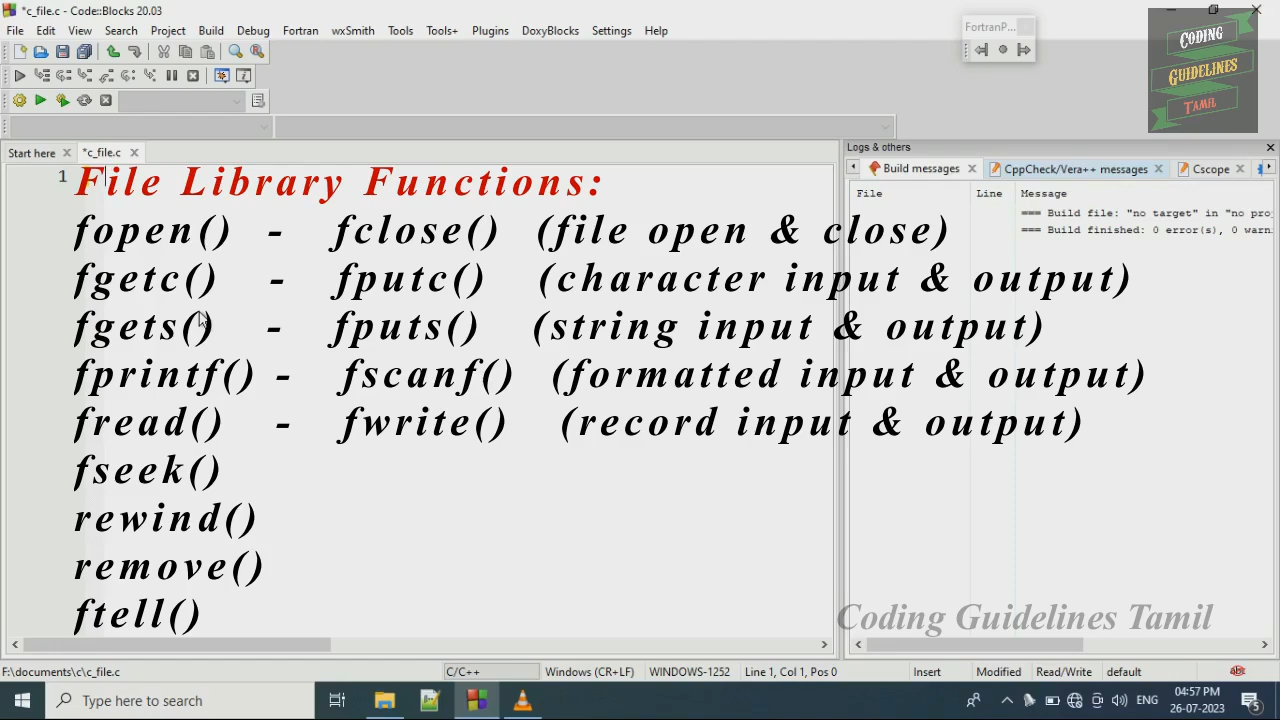 *c_file.c - Code::Blocks 20.03
File Edit View Search Project Build Debug Fortran wxSmith Tools Tools+ Plugins DoxyBlocks Settings Help
FortranP...
CODING
GUIDELINES
TAMIL
Start here *c_file.c
Logs & others
Build messages CppCheck/Vera++ messages Cscope
File Line Message
=== Build file: "no target" in "no pro
=== Build finished: 0 error(s), 0 warn
1 File Library Functions:
fopen() - fclose() (file open & close)
fgetc() - fputc() (character input & output)
fgets() - fputs() (string input & output)
fprintf() - fscanf() (formatted input & output)
fread() - fwrite() (record input & output)
fseek()
rewind()
remove()
ftell()
Coding Guidelines Tamil
F:\documents\c\c_file.c C/C++ Windows (CR+LF) WINDOWS-1252 Line 1, Col 1, Pos 0 Insert Modified Read/Write default
Type here to search
ENG
04:57 PM
26-07-2023
5